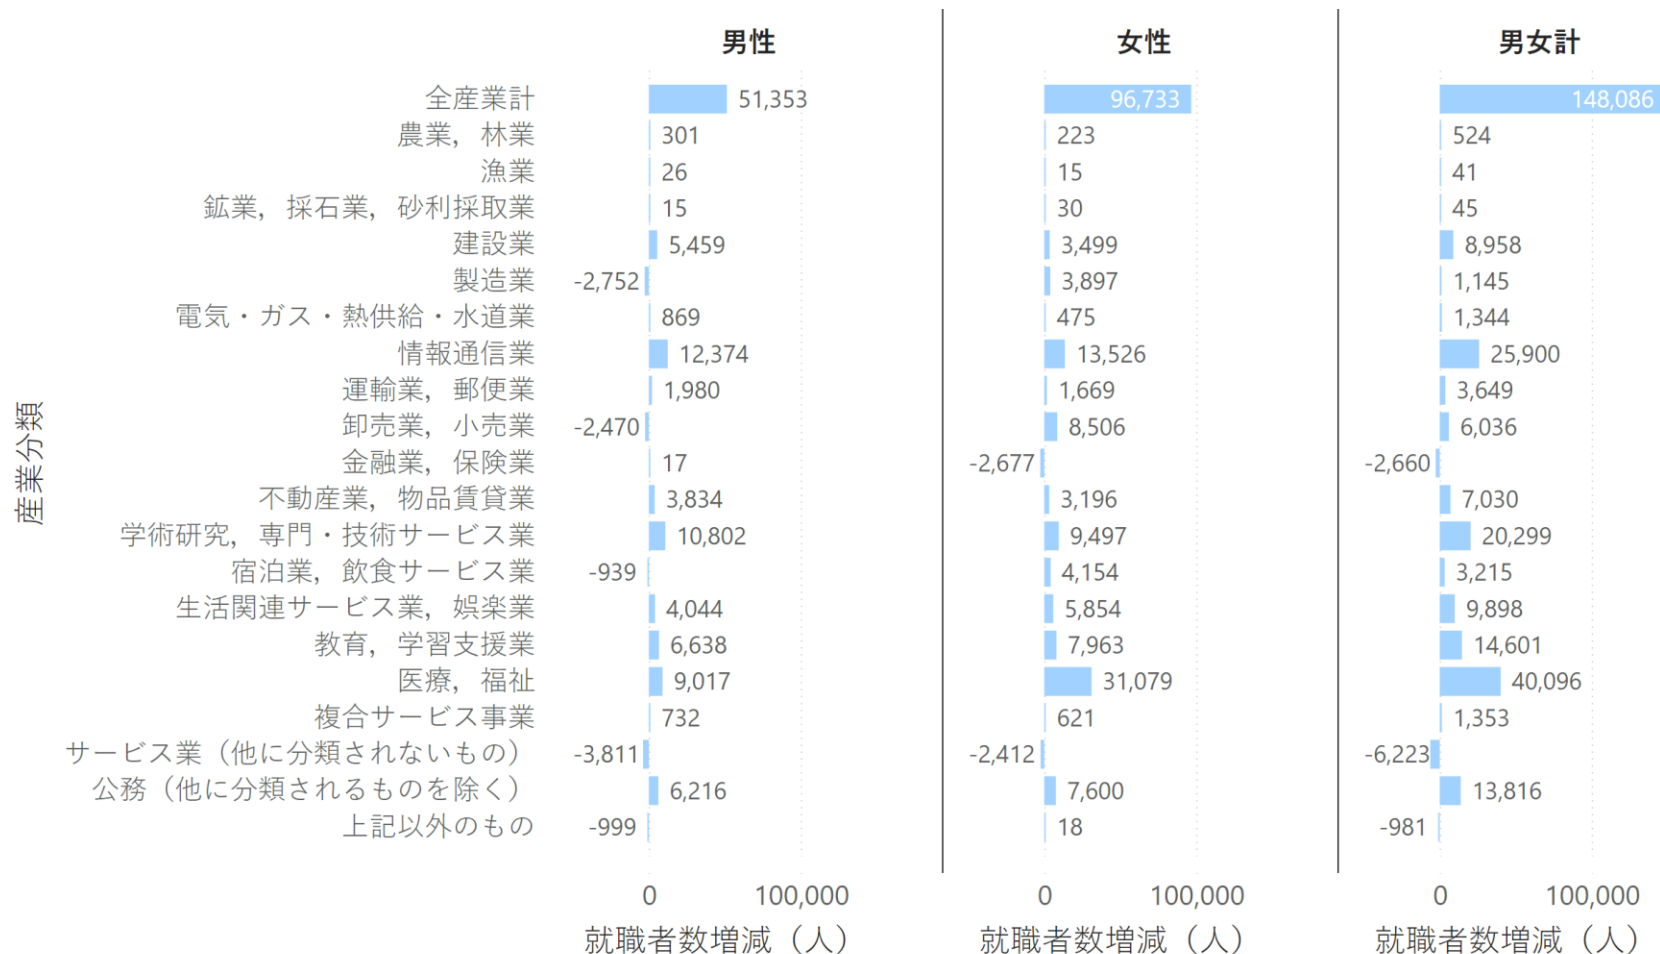 男性 女性 男女計
産業分類
全産業計 51,353 96,733 148,086
農業，林業 301 223 524
漁業 26 15 41
鉱業，採石業，砂利採取業 15 30 45
建設業 5,459 3,499 8,958
製造業 -2,752 3,897 1,145
電気・ガス・熱供給・水道業 869 475 1,344
情報通信業 12,374 13,526 25,900
運輸業，郵便業 1,980 1,669 3,649
卸売業，小売業 -2,470 8,506 6,036
金融業，保険業 17 -2,677 -2,660
不動産業，物品賃貸業 3,834 3,196 7,030
学術研究，専門・技術サービス業 10,802 9,497 20,299
宿泊業，飲食サービス業 -939 4,154 3,215
生活関連サービス業，娯楽業 4,044 5,854 9,898
教育，学習支援業 6,638 7,963 14,601
医療，福祉 9,017 31,079 40,096
複合サービス事業 732 621 1,353
サービス業（他に分類されないもの） -3,811 -2,412 -6,223
公務（他に分類されるものを除く） 6,216 7,600 13,816
上記以外のもの -999 18 -981
0 100,000 0 100,000 0 100,000
就職者数増減（人） 就職者数増減（人） 就職者数増減（人）